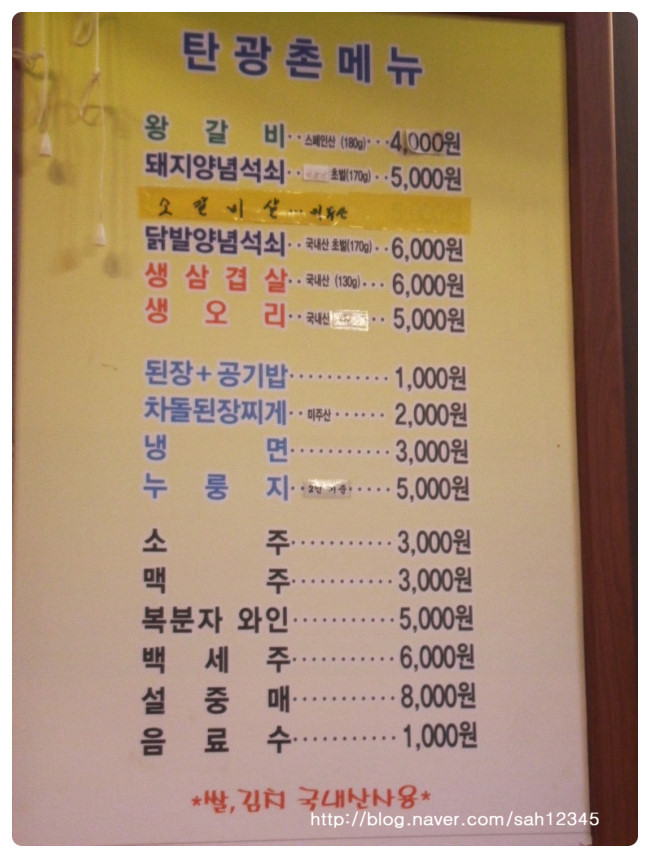 탄광촌메뉴
왕 갈 비··스페인산 (180g)···4,000원
돼지양념석쇠·· 초벌(170g)··5,000원
소 갈 비 살...
닭발양념석쇠··국내산 초벌(170g)··6,000원
생 삼 겹 살··국내산 (130g)····6,000원
생 오 리··국내산 ··5,000원
된장+공기밥···········1,000원
차돌된장찌게··미주산······2,000원
냉 면···········3,000원
누 룽 지··2인 기준·····5,000원
소 주···········3,000원
맥 주···········3,000원
복분자 와인···········5,000원
백 세 주···········6,000원
설 중 매···········8,000원
음 료 수···········1,000원
*쌀,김치 국내산사용*
http://blog.naver.com/sah12345